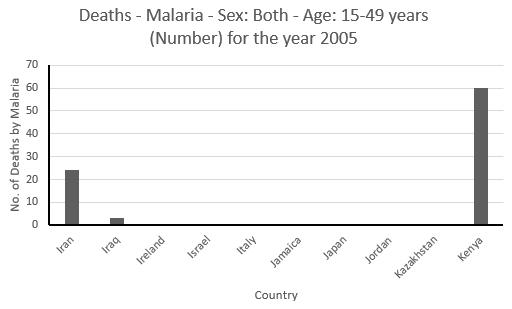 Deaths - Malaria - Sex: Both - Age: 15-49 years
(Number) for the year 2005
No. of Deaths by Malaria
70
60
50
40
30
20
10
0
Iran
Iraq
Ireland
Israel
Italy
Jamaica
Japan
Jordan
Kazakhstan
Kenya
Country